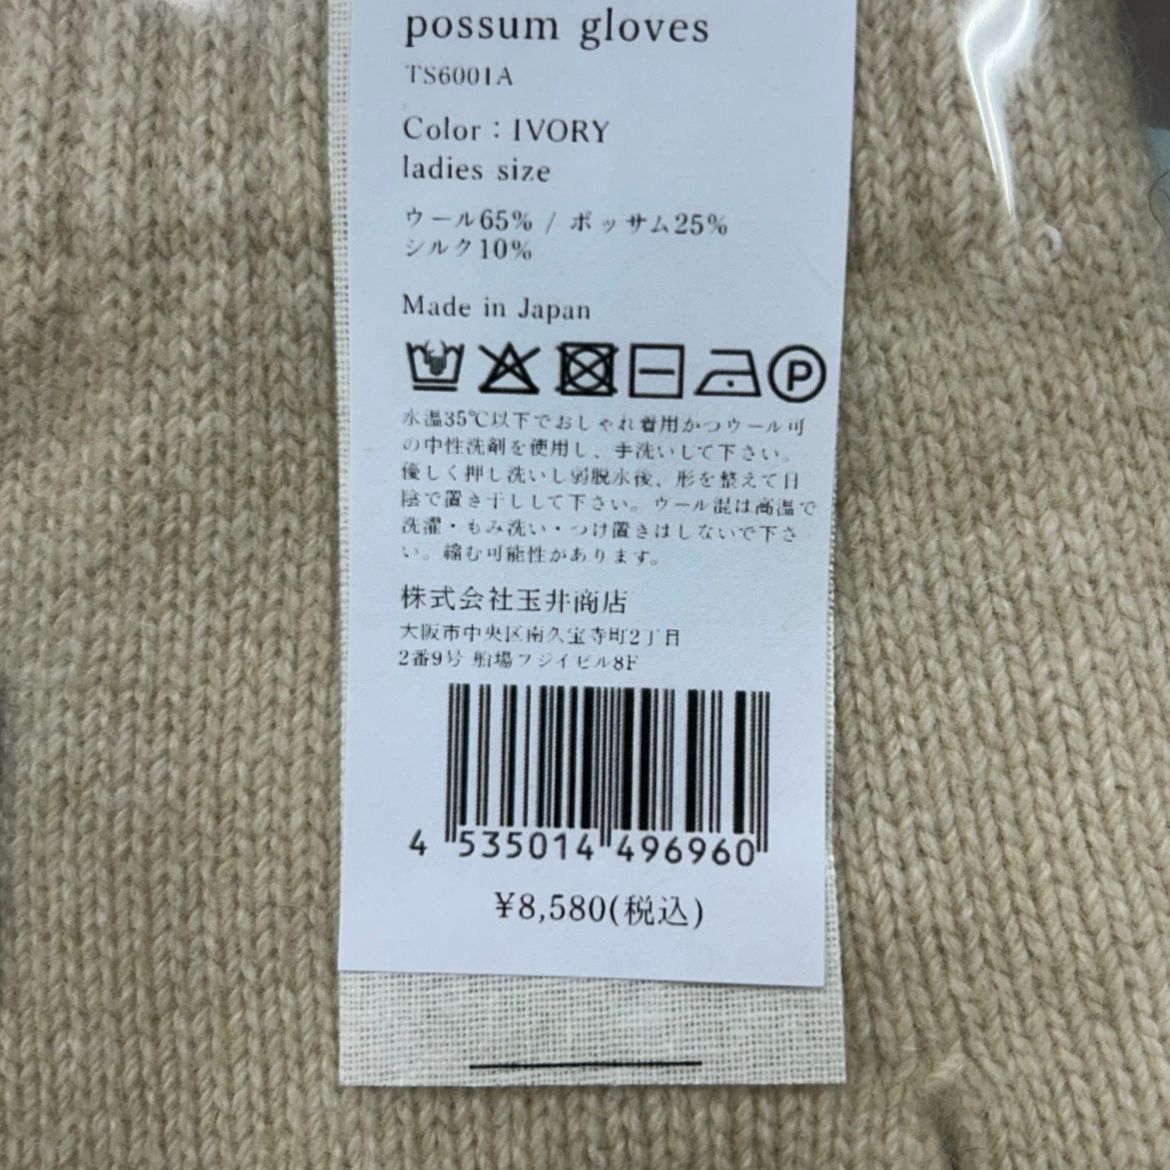 possum gloves
TS6001A
Color : IVORY
ladies size
ウール65% / ポッサム25%
シルク10%
Made in Japan
P
水温35℃以下でおしゃれ着用かつウール可
の中性洗剤を使用し、手洗いして下さい。
優しく押し洗いし弱脱水後、形を整えて日
陰で置き干しして下さい。ウール混は高温で
洗濯・もみ洗い・つけ置きはしないで下さ
い。縮む可能性があります。
株式会社玉井商店
大阪市中央区南久宝寺町2丁目
2番9号 船場フジイビル8F
4 535014 496960
¥8,580(税込)